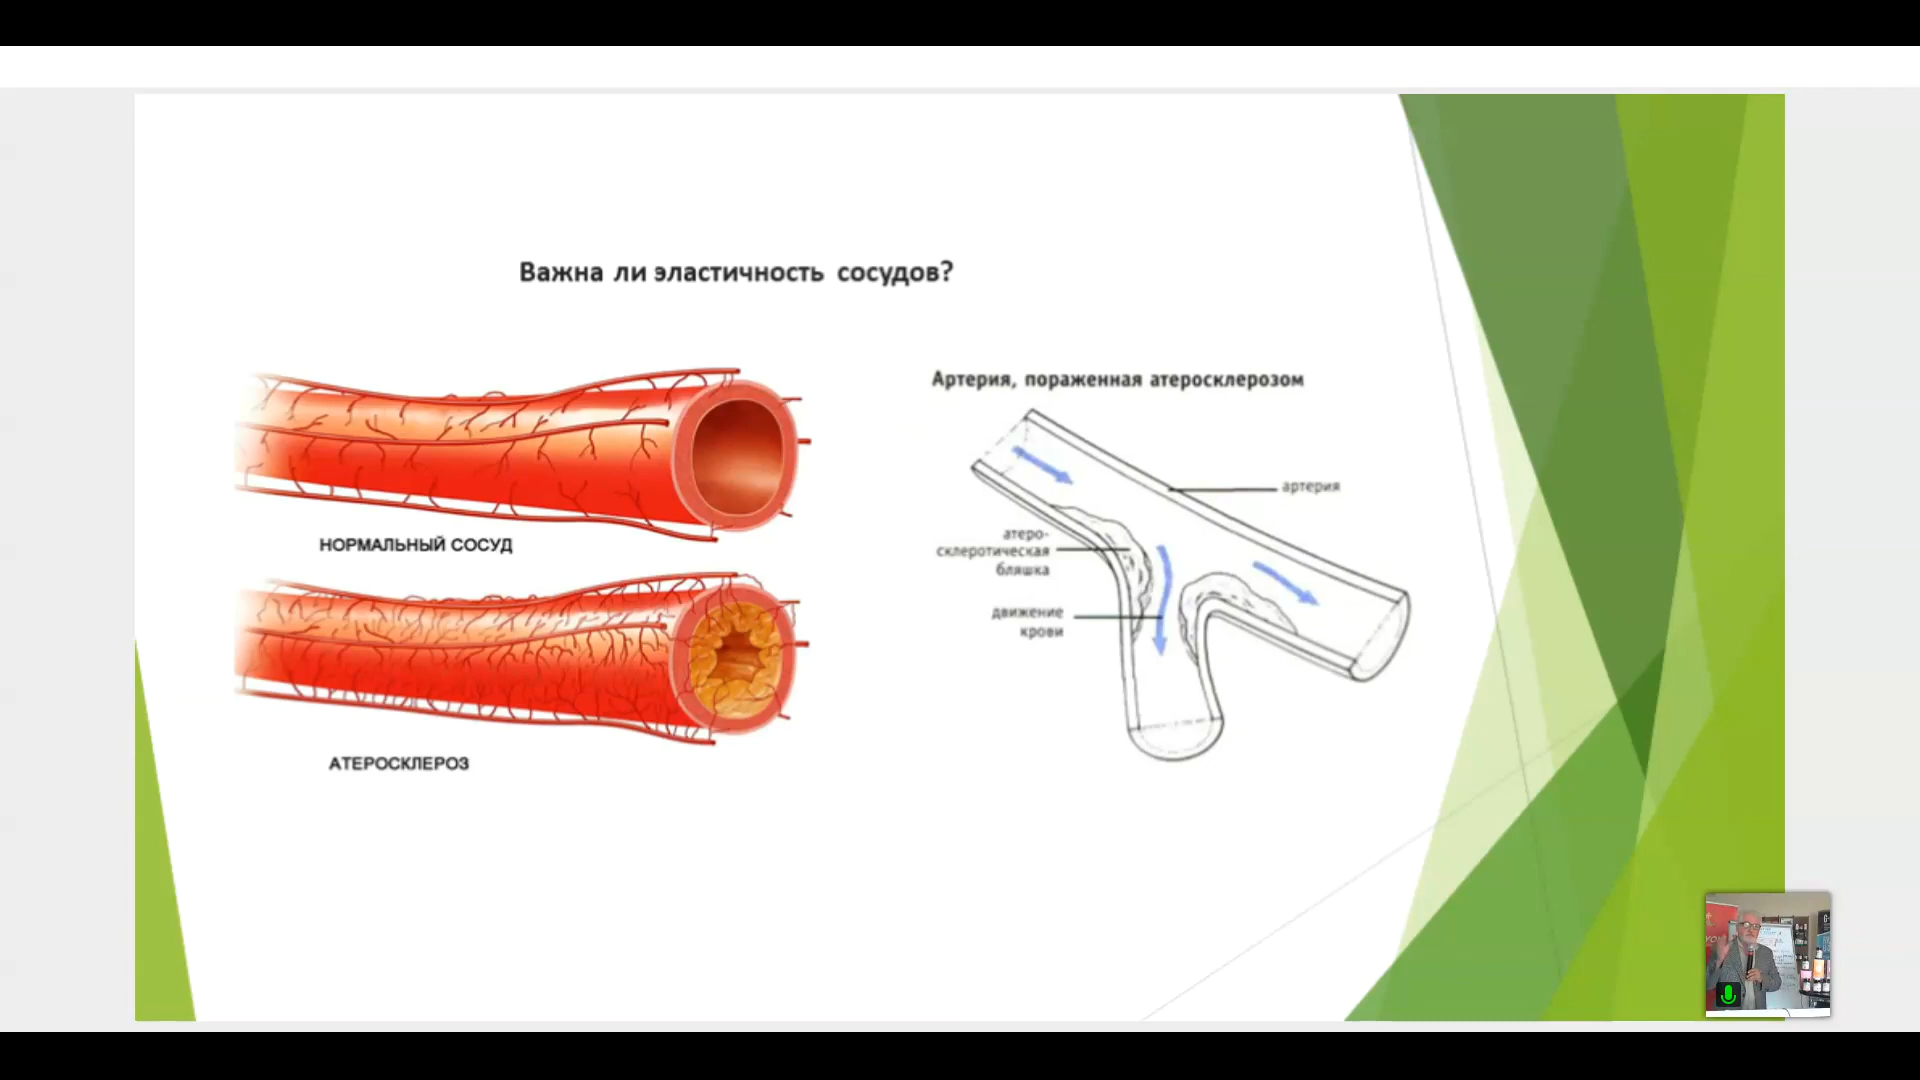 Важна ли эластичность сосудов?
НОРМАЛЬНЫЙ СОСУД
АТЕРОСКЛЕРОЗ
Артерия, пораженная атеросклерозом
артерия
атеро-
склеротическая
бляшка
движение
крови